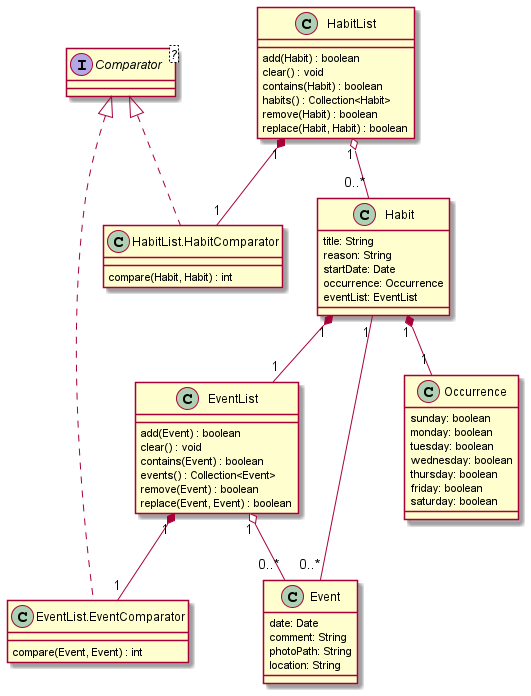 C HabitList
add(Habit) : boolean
clear() : void
contains(Habit) : boolean
habits() : Collection<Habit>
remove(Habit) : boolean
replace(Habit, Habit) : boolean
I Comparator ?
1
1
1
0..*
C HabitList.HabitComparator
compare(Habit, Habit) : int
C Habit
title: String
reason: String
startDate: Date
occurrence: Occurrence
eventList: EventList
1
1
1
1
1
C EventList
add(Event) : boolean
clear() : void
contains(Event) : boolean
events() : Collection<Event>
remove(Event) : boolean
replace(Event, Event) : boolean
C Occurrence
sunday: boolean
monday: boolean
tuesday: boolean
wednesday: boolean
thursday: boolean
friday: boolean
saturday: boolean
1
1
1
0..*
0..*
C EventList.EventComparator
compare(Event, Event) : int
C Event
date: Date
comment: String
photoPath: String
location: String